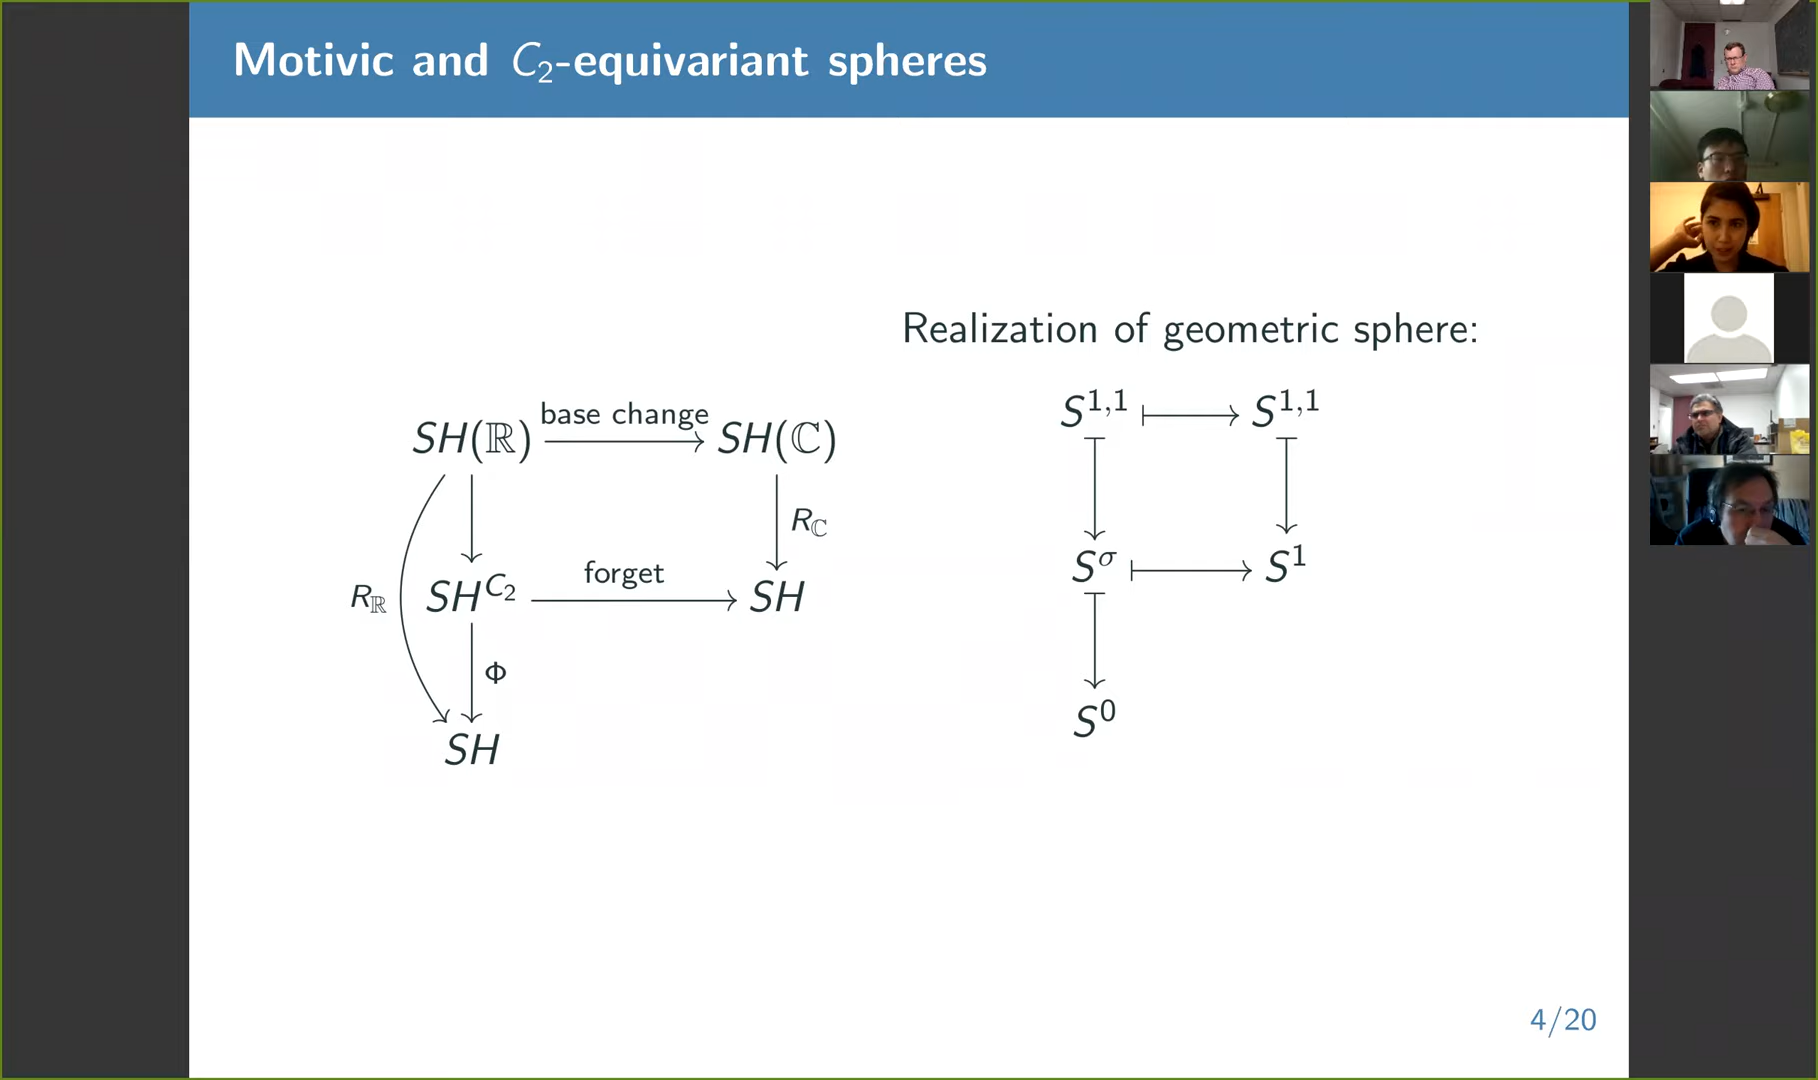 Motivic and C₂-equivariant spheres
Realization of geometric sphere:
S^{1,1} ⟼ S^{1,1}
base change
SH(ℝ) → SH(ℂ)
R_ℂ
S^σ ⟼ S^1
forget
R_ℝ SH^{C_2} → SH
Φ
S^0
SH
4/20